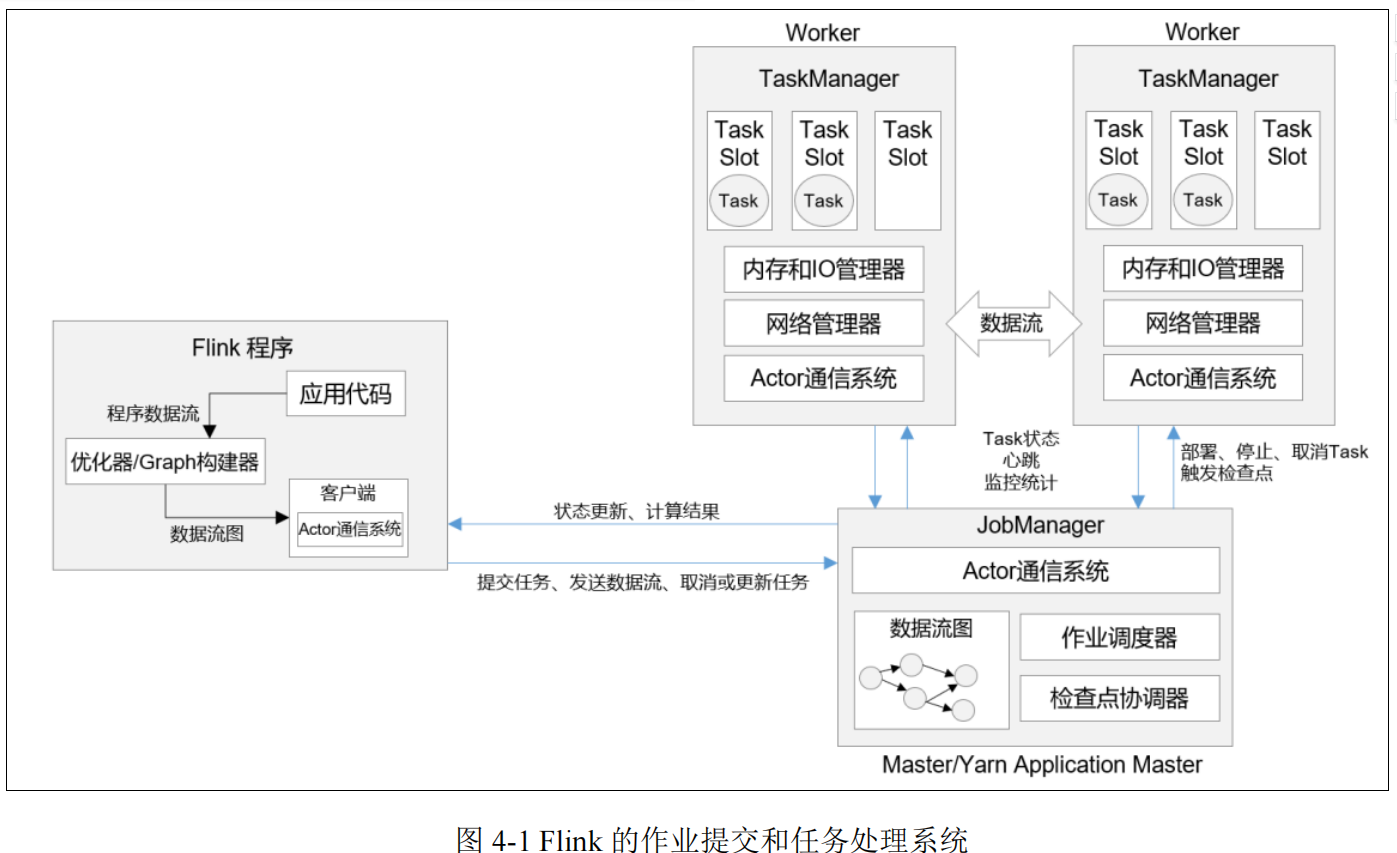 Worker
TaskManager
Task
Slot
Task
Task
Slot
Task
Task
Slot
内存和IO管理器
网络管理器
Actor通信系统
数据流
Worker
TaskManager
Task
Slot
Task
Task
Slot
Task
Task
Slot
内存和IO管理器
网络管理器
Actor通信系统
Flink 程序
应用代码
程序数据流
优化器/Graph构建器
数据流图
客户端
Actor通信系统
状态更新、计算结果
提交任务、发送数据流、取消或更新任务
Task状态
心跳
监控统计
部署、停止、取消Task
触发检查点
JobManager
Actor通信系统
数据流图
作业调度器
检查点协调器
Master/Yarn Application Master
图 4-1 Flink 的作业提交和任务处理系统